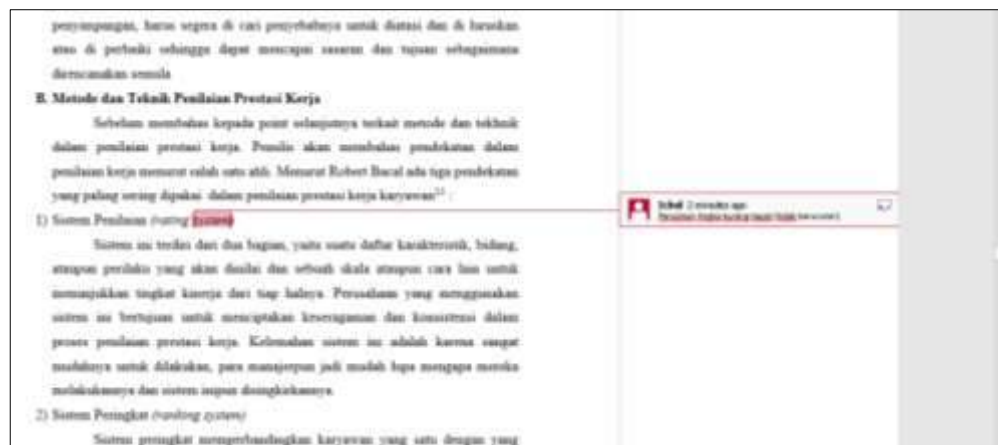 penyimpangan, harus segera di cari penyebabnya untuk diatasi dan di luruskan
atau di perbaiki sehingga dapat mencapai sasaran dan tujuan sebagaimana
direncanakan semula
B. Metode dan Teknik Penilaian Prestasi Kerja
Sebelum membahas kepada point selanjutnya terkait metode dan tekhnik
dalam penilaian prestasi kerja. Penulis akan membahas pendekatan dalam
penilaian kerja menurut salah satu ahli. Menurut Robert Bacal ada tiga pendekatan
yang paling sering dipakai dalam penilaian prestasi kerja karyawan :
1) Sistem Penilaian (rating system)
2 minutes ago
Sistem ini terdiri dari dua bagian, yaitu suatu daftar karakteristik, bidang,
ataupun perilaku yang akan dinilai dan sebuah skala ataupun cara lain untuk
menunjukkan tingkat kinerja dari tiap halnya. Perusahaan yang menggunakan
sistem ini bertujuan untuk menciptakan keseragaman dan konsistensi dalam
proses penilaian prestasi kerja. Kelemahan sistem ini adalah karena sangat
mudahnya untuk dilakukan, para manajerpun jadi mudah lupa mengapa mereka
melakukannya dan sistem inipun disingkirkannya.
2) Sistem Peringkat (ranking system)
Sistem peringkat memperbandingkan karyawan yang satu dengan yang